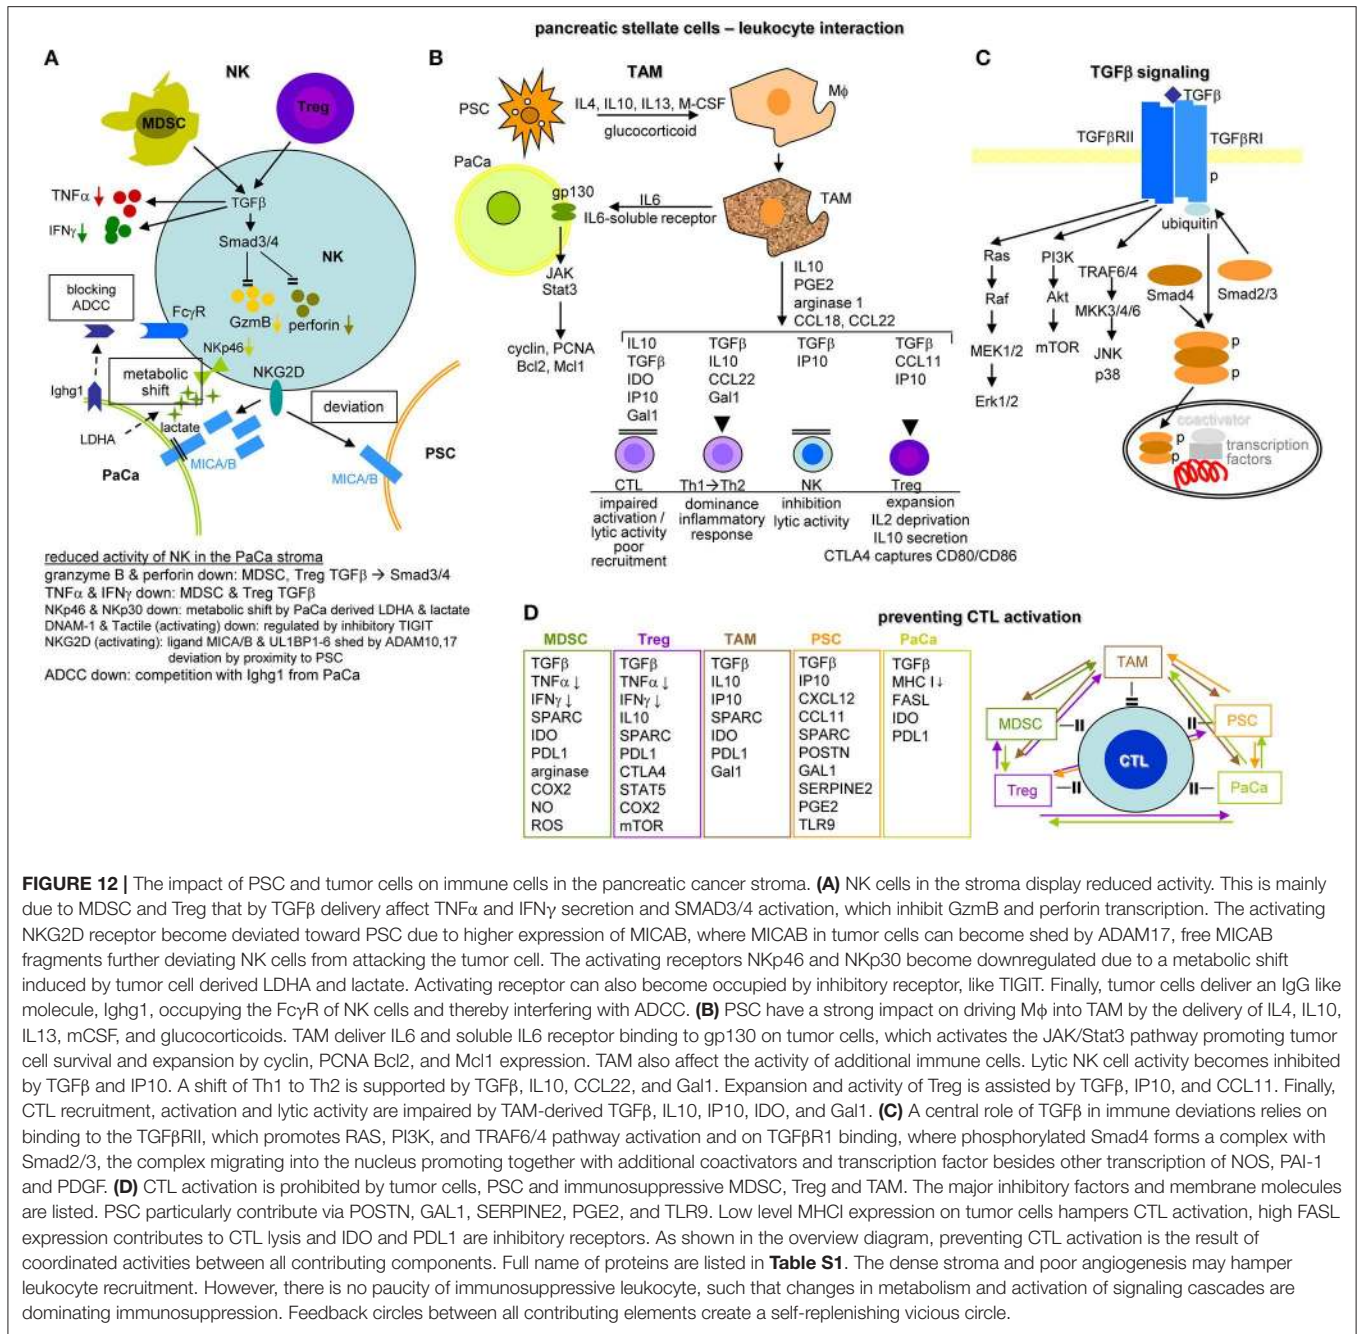 pancreatic stellate cells – leukocyte interaction
A
NK
MDSC
Treg
TNFα ↓
IFNγ ↓
TGFβ
Smad3/4
NK
blocking
ADCC
FcγR
GzmB ↓
perforin ↓
NKp46 ↓
metabolic
shift
NKG2D
Ighg1
LDHA
lactate
deviation
MICA/B
MICA/B
PaCa
PSC
reduced activity of NK in the PaCa stroma
granzyme B & perforin down: MDSC, Treg TGFβ → Smad3/4
TNFα & IFNγ down: MDSC & Treg TGFβ
NKp46 & NKp30 down: metabolic shift by PaCa derived LDHA & lactate
DNAM-1 & Tactile (activating) down: regulated by inhibitory TIGIT
NKG2D (activating): ligand MICA/B & UL1BP1-6 shed by ADAM10,17
deviation by proximity to PSC
ADCC down: competition with Ighg1 from PaCa
B
TAM
PSC
IL4, IL10, IL13, M-CSF
glucocorticoid
Mϕ
PaCa
gp130
IL6
IL6-soluble receptor
TAM
JAK
Stat3
cyclin, PCNA
Bcl2, Mcl1
IL10
PGE2
arginase 1
CCL18, CCL22
IL10
TGFβ
IDO
IP10
Gal1
TGFβ
IL10
CCL22
Gal1
TGFβ
IP10
TGFβ
CCL11
IP10
CTL
Th1→Th2
NK
Treg
impaired
activation /
lytic activity
poor
recruitment
dominance
inflammatory
response
inhibition
lytic activity
expansion
IL2 deprivation
IL10 secretion
CTLA4 captures CD80/CD86
C
TGFβ signaling
TGFβ
TGFβRII
TGFβRI
p
ubiquitin
Ras
Raf
MEK1/2
Erk1/2
PI3K
Akt
mTOR
TRAF6/4
MKK3/4/6
JNK
p38
Smad4
Smad2/3
p
p
coactivator
p
p
transcription
factors
D
preventing CTL activation
MDSC
TGFβ
TNFα ↓
IFNγ ↓
SPARC
IDO
PDL1
arginase
COX2
NO
ROS
Treg
TGFβ
TNFα ↓
IFNγ ↓
IL10
SPARC
PDL1
CTLA4
STAT5
COX2
mTOR
TAM
TGFβ
IL10
IP10
SPARC
IDO
PDL1
Gal1
PSC
TGFβ
IP10
CXCL12
CCL11
SPARC
POSTN
GAL1
SERPINE2
PGE2
TLR9
PaCa
TGFβ
MHC I↓
FASL
IDO
PDL1
TAM
MDSC
PSC
CTL
Treg
PaCa
FIGURE 12 | The impact of PSC and tumor cells on immune cells in the pancreatic cancer stroma. (A) NK cells in the stroma display reduced activity. This is mainly
due to MDSC and Treg that by TGFβ delivery affect TNFα and IFNγ secretion and SMAD3/4 activation, which inhibit GzmB and perforin transcription. The activating
NKG2D receptor become deviated toward PSC due to higher expression of MICAB, where MICAB in tumor cells can become shed by ADAM17, free MICAB
fragments further deviating NK cells from attacking the tumor cell. The activating receptors NKp46 and NKp30 become downregulated due to a metabolic shift
induced by tumor cell derived LDHA and lactate. Activating receptor can also become occupied by inhibitory receptor, like TIGIT. Finally, tumor cells deliver an IgG like
molecule, Ighg1, occupying the FcγR of NK cells and thereby interfering with ADCC. (B) PSC have a strong impact on driving Mϕ into TAM by the delivery of IL4, IL10,
IL13, mCSF, and glucocorticoids. TAM deliver IL6 and soluble IL6 receptor binding to gp130 on tumor cells, which activates the JAK/Stat3 pathway promoting tumor
cell survival and expansion by cyclin, PCNA Bcl2, and Mcl1 expression. TAM also affect the activity of additional immune cells. Lytic NK cell activity becomes inhibited
by TGFβ and IP10. A shift of Th1 to Th2 is supported by TGFβ, IL10, CCL22, and Gal1. Expansion and activity of Treg is assisted by TGFβ, IP10, and CCL11. Finally,
CTL recruitment, activation and lytic activity are impaired by TAM-derived TGFβ, IL10, IP10, IDO, and Gal1. (C) A central role of TGFβ in immune deviations relies on
binding to the TGFβRII, which promotes RAS, PI3K, and TRAF6/4 pathway activation and on TGFβR1 binding, where phosphorylated Smad4 forms a complex with
Smad2/3, the complex migrating into the nucleus promoting together with additional coactivators and transcription factor besides other transcription of NOS, PAI-1
and PDGF. (D) CTL activation is prohibited by tumor cells, PSC and immunosuppressive MDSC, Treg and TAM. The major inhibitory factors and membrane molecules
are listed. PSC particularly contribute via POSTN, GAL1, SERPINE2, PGE2, and TLR9. Low level MHCI expression on tumor cells hampers CTL activation, high FASL
expression contributes to CTL lysis and IDO and PDL1 are inhibitory receptors. As shown in the overview diagram, preventing CTL activation is the result of
coordinated activities between all contributing components. Full name of proteins are listed in Table S1. The dense stroma and poor angiogenesis may hamper
leukocyte recruitment. However, there is no paucity of immunosuppressive leukocyte, such that changes in metabolism and activation of signaling cascades are
dominating immunosuppression. Feedback circles between all contributing elements create a self-replenishing vicious circle.